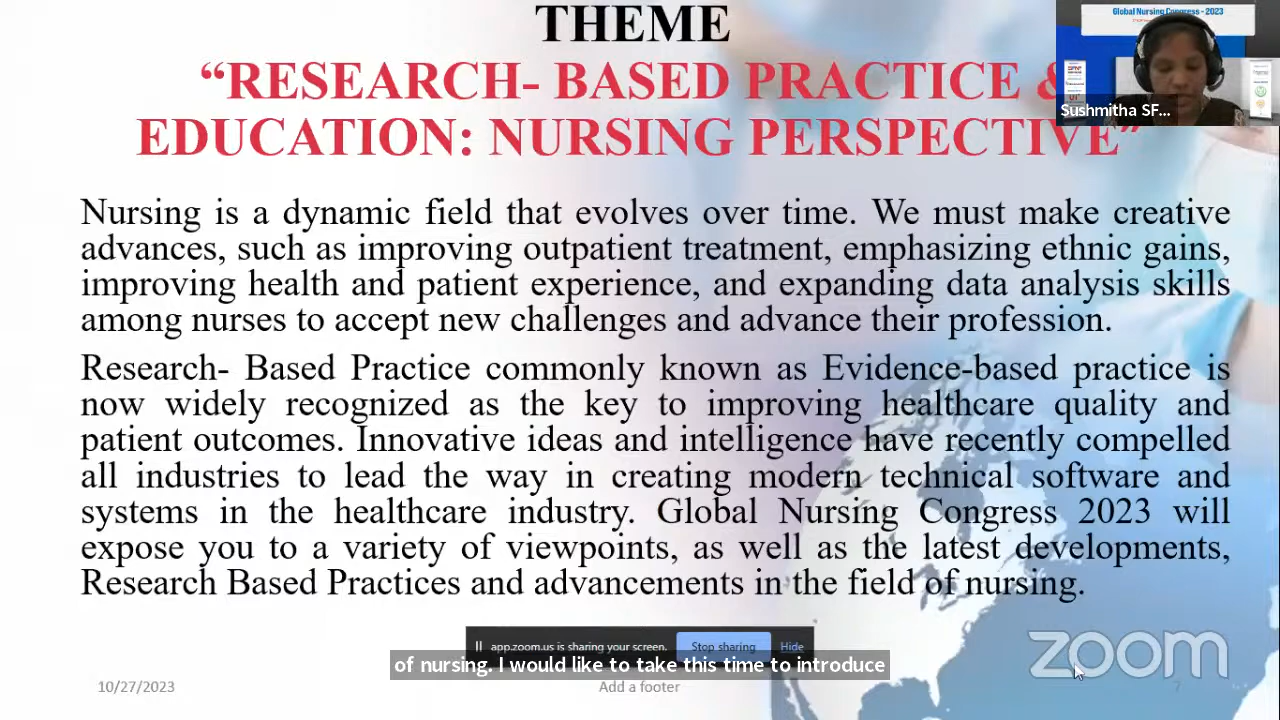 THEME
“RESEARCH- BASED PRACTICE &
EDUCATION: NURSING PERSPECTIVE”
Global Nursing Congress - 2023
Sushmitha SF...
Nursing is a dynamic field that evolves over time. We must make creative
advances, such as improving outpatient treatment, emphasizing ethnic gains,
improving health and patient experience, and expanding data analysis skills
among nurses to accept new challenges and advance their profession.
Research- Based Practice commonly known as Evidence-based practice is
now widely recognized as the key to improving healthcare quality and
patient outcomes. Innovative ideas and intelligence have recently compelled
all industries to lead the way in creating modern technical software and
systems in the healthcare industry. Global Nursing Congress 2023 will
expose you to a variety of viewpoints, as well as the latest developments,
Research Based Practices and advancements in the field of nursing.
app.zoom.us is sharing your screen. Stop sharing Hide
of nursing. I would like to take this time to introduce
zoom
10/27/2023 Add a footer 7